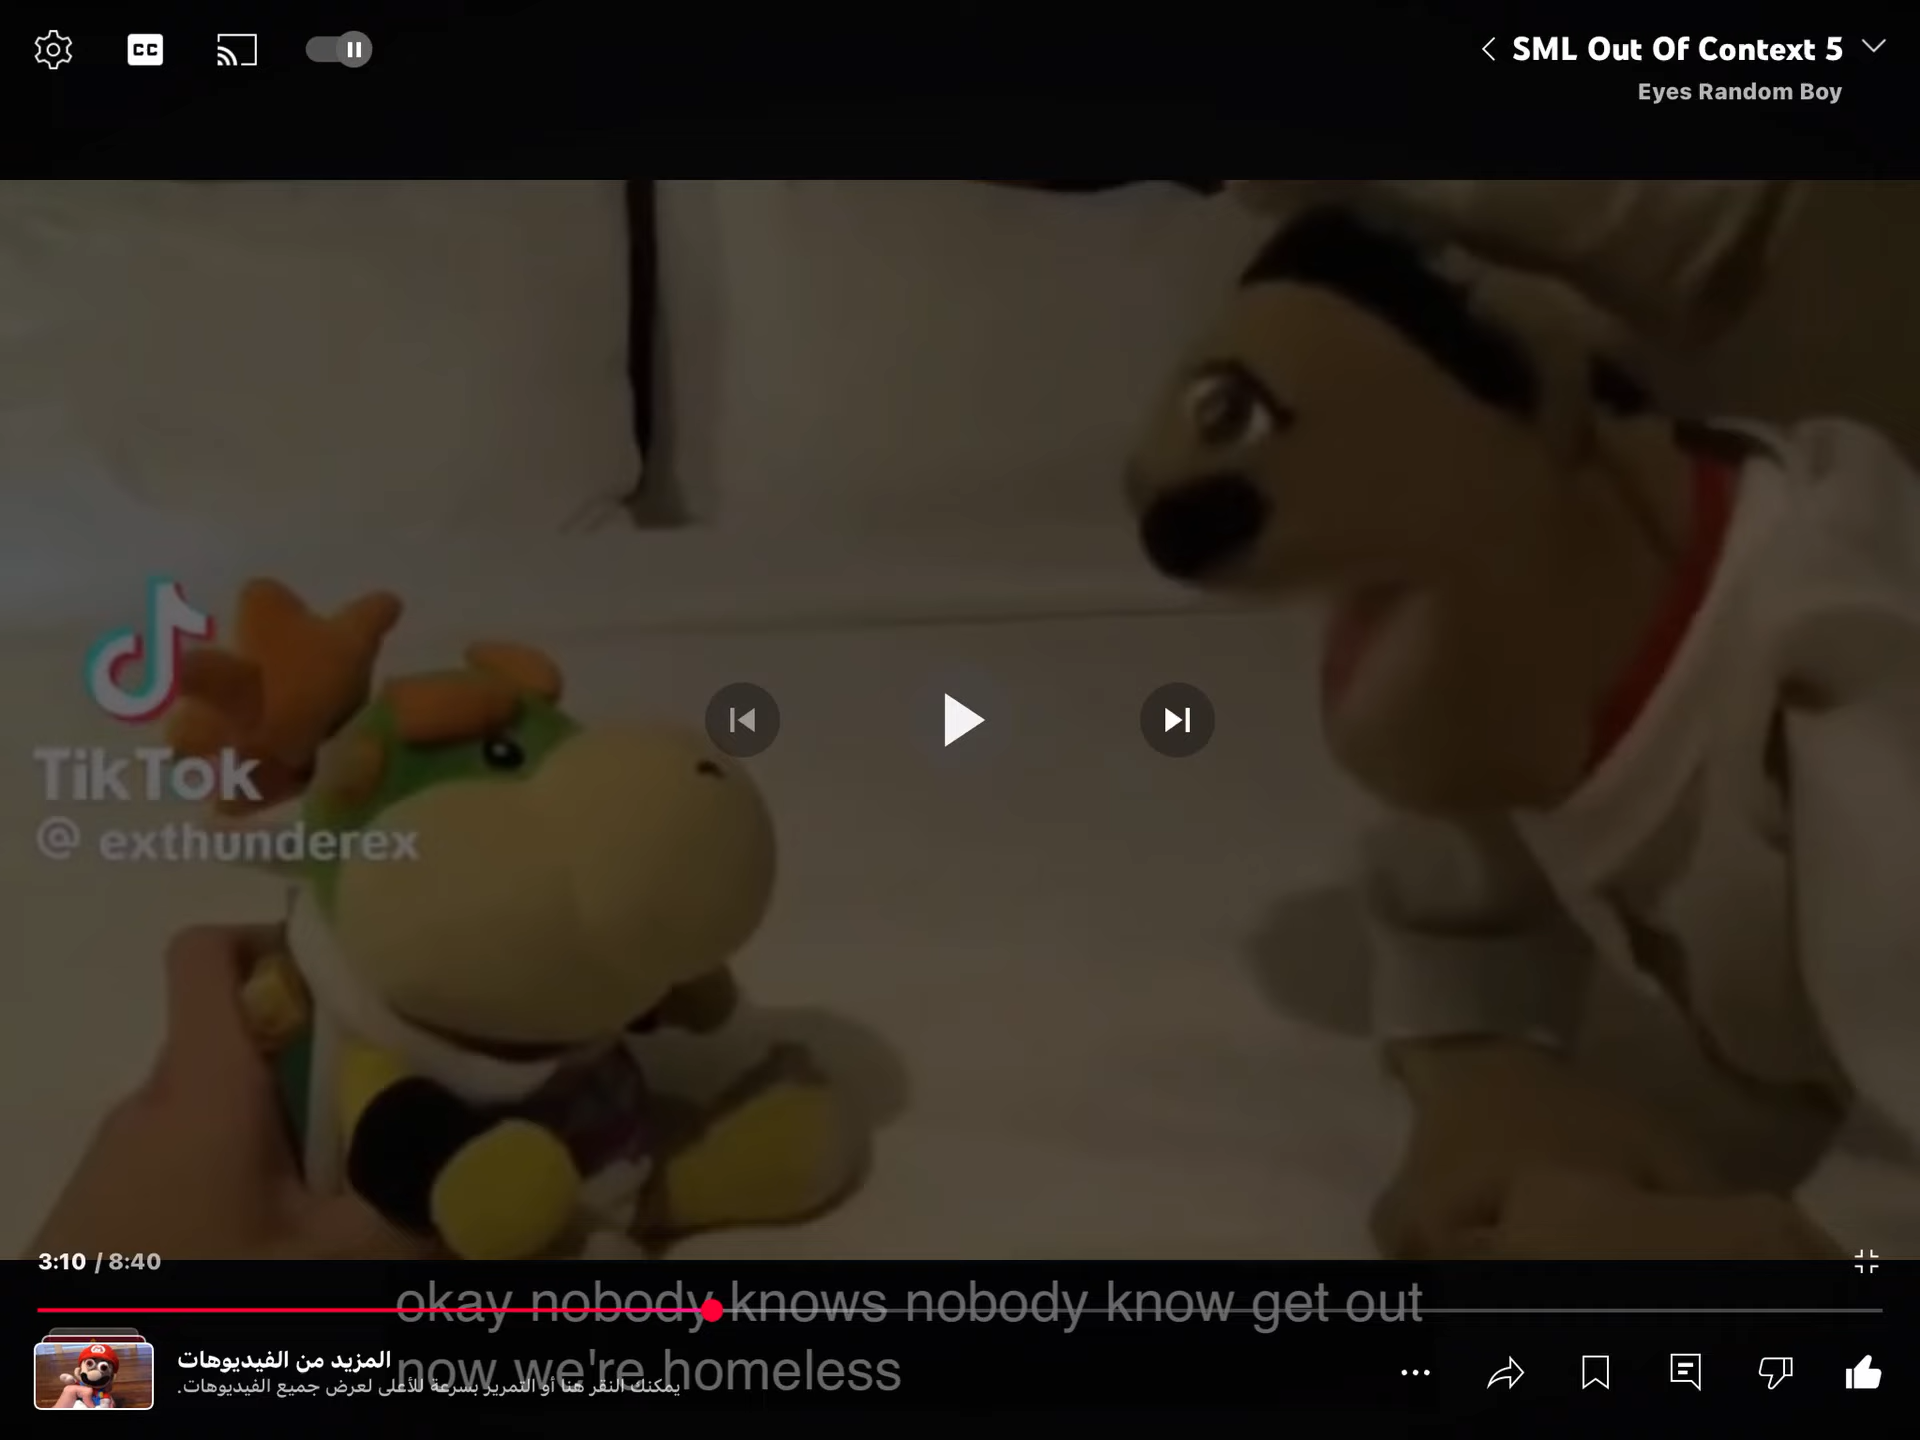 CC
SML Out Of Context 5
Eyes Random Boy
TikTok
@ exthunderex
3:10 / 8:40
okay nobody knows nobody know get out
now we're homeless
المزيد من الفيديوهات
يمكنك النقر هنا أو التمرير بسرعة للأعلى لعرض جميع الفيديوهات.